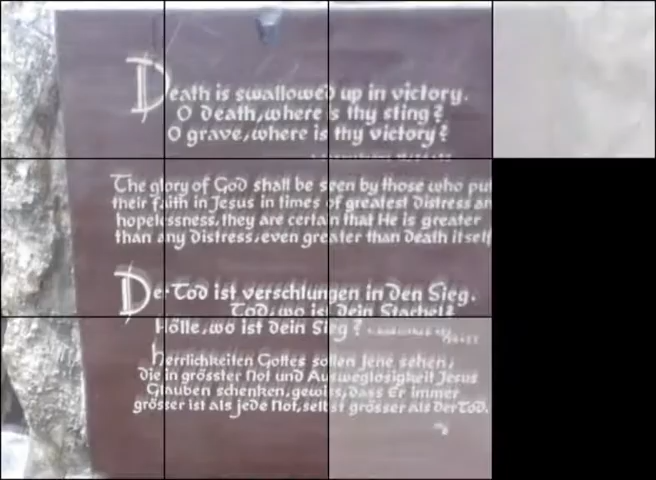 Death is swallowed up in victory.
O death, where is thy sting?
O grave, where is thy victory?
The glory of God shall be seen by those who put
their faith in Jesus in times of greatest distress an
hopelessness, they are certain that He is greater
than any distress, even greater than death itself
Der Tod ist verschlungen in den Sieg.
Tod, wo ist dein Stachel?
Hölle, wo ist dein Sieg?
Herrlichkeiten Gottes sollen jene sehen,
die in grösster Not und Ausweglosigkeit Jesus
Glauben schenken, gewiss, dass Er immer
grösser ist als jede Not, selbst grösser als der Tod.